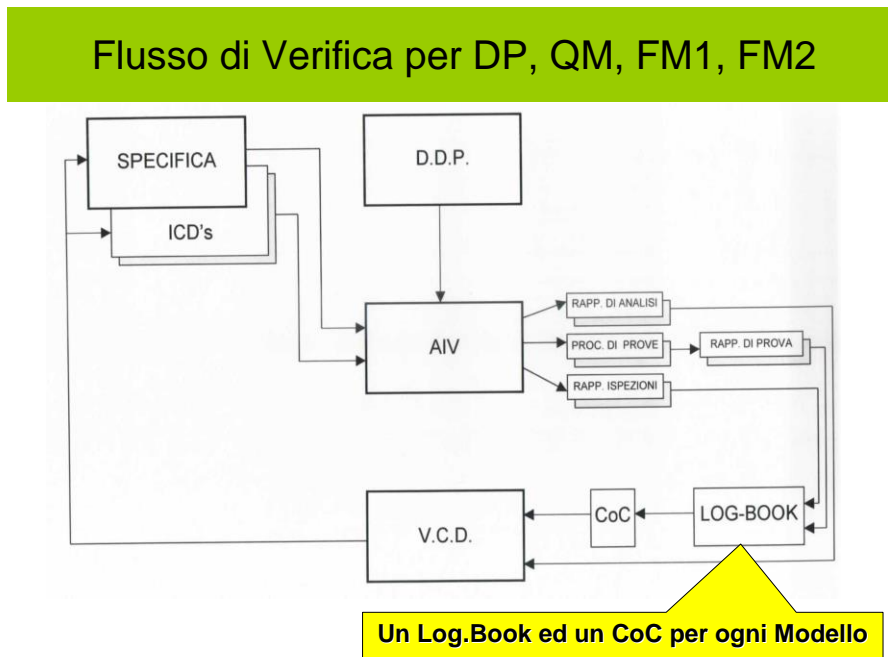 Flusso di Verifica per DP, QM, FM1, FM2
SPECIFICA
D.D.P.
ICD's
RAPP. DI ANALISI
AIV
PROC. DI PROVE
RAPP. DI PROVA
RAPP. ISPEZIONI
V.C.D.
CoC
LOG-BOOK
Un Log.Book ed un CoC per ogni Modello